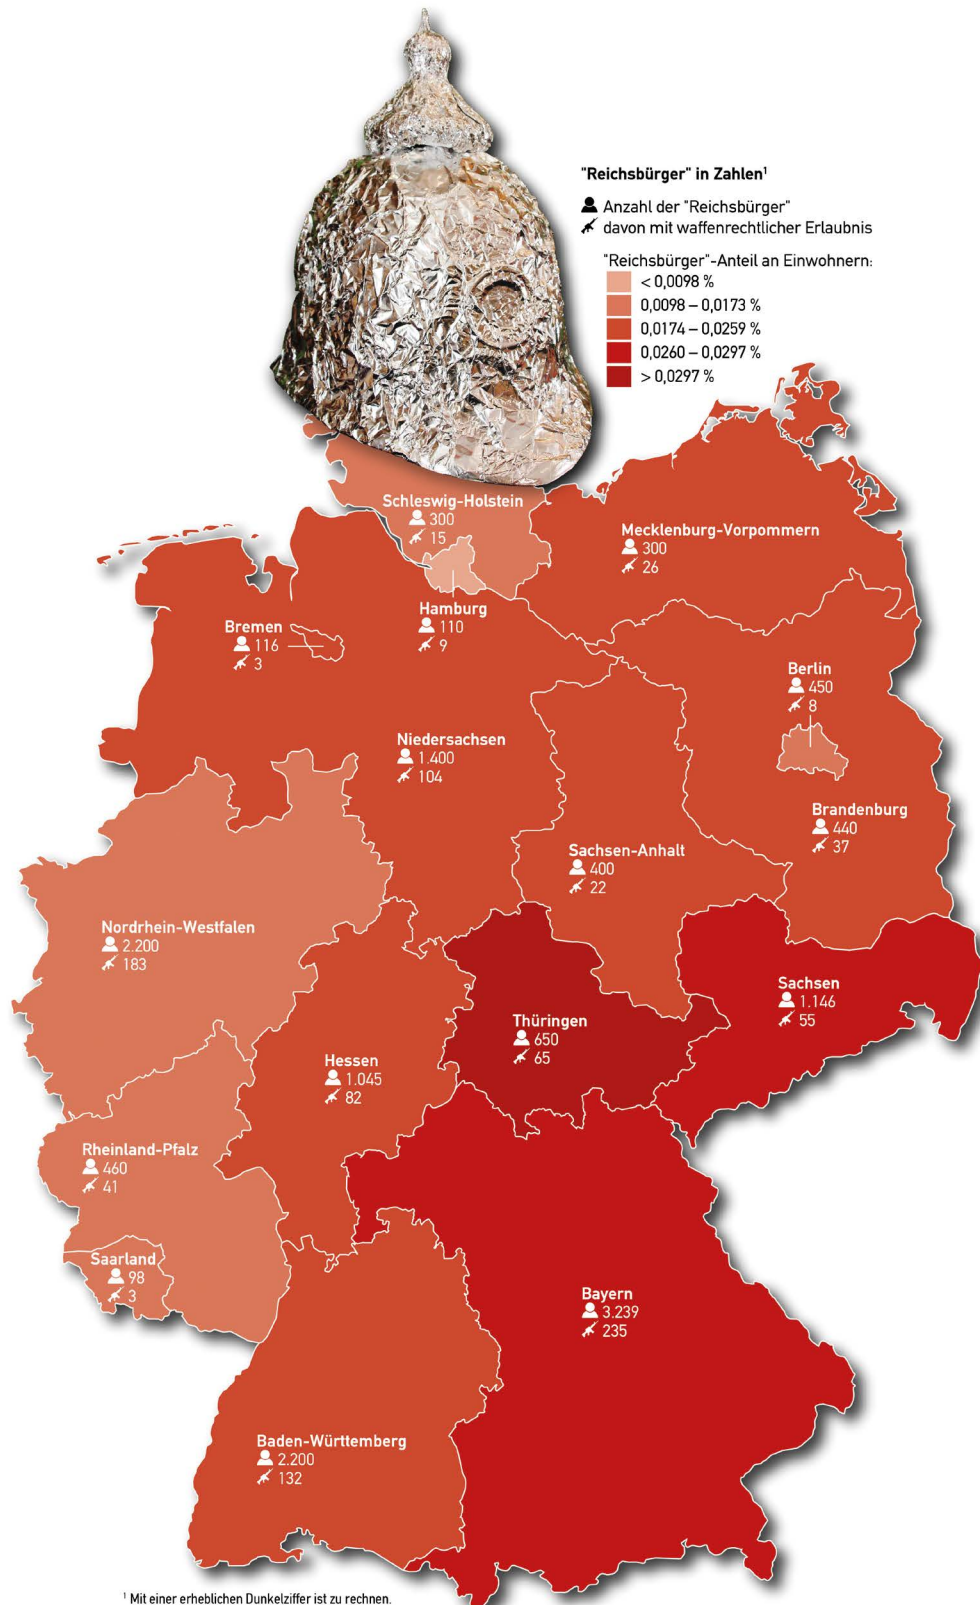 "Reichsbürger" in Zahlen¹
Anzahl der "Reichsbürger"
davon mit waffenrechtlicher Erlaubnis
"Reichsbürger"-Anteil an Einwohnern:
< 0,0098 %
0,0098 – 0,0173 %
0,0174 – 0,0259 %
0,0260 – 0,0297 %
> 0,0297 %
Schleswig-Holstein
300
15
Mecklenburg-Vorpommern
300
26
Hamburg
110
9
Bremen
116
3
Berlin
450
8
Niedersachsen
1.400
104
Brandenburg
440
37
Sachsen-Anhalt
400
22
Nordrhein-Westfalen
2.200
183
Sachsen
1.146
55
Thüringen
650
65
Hessen
1.045
82
Rheinland-Pfalz
460
41
Saarland
98
3
Bayern
3.239
235
Baden-Württemberg
2.200
132
¹ Mit einer erheblichen Dunkelziffer ist zu rechnen.